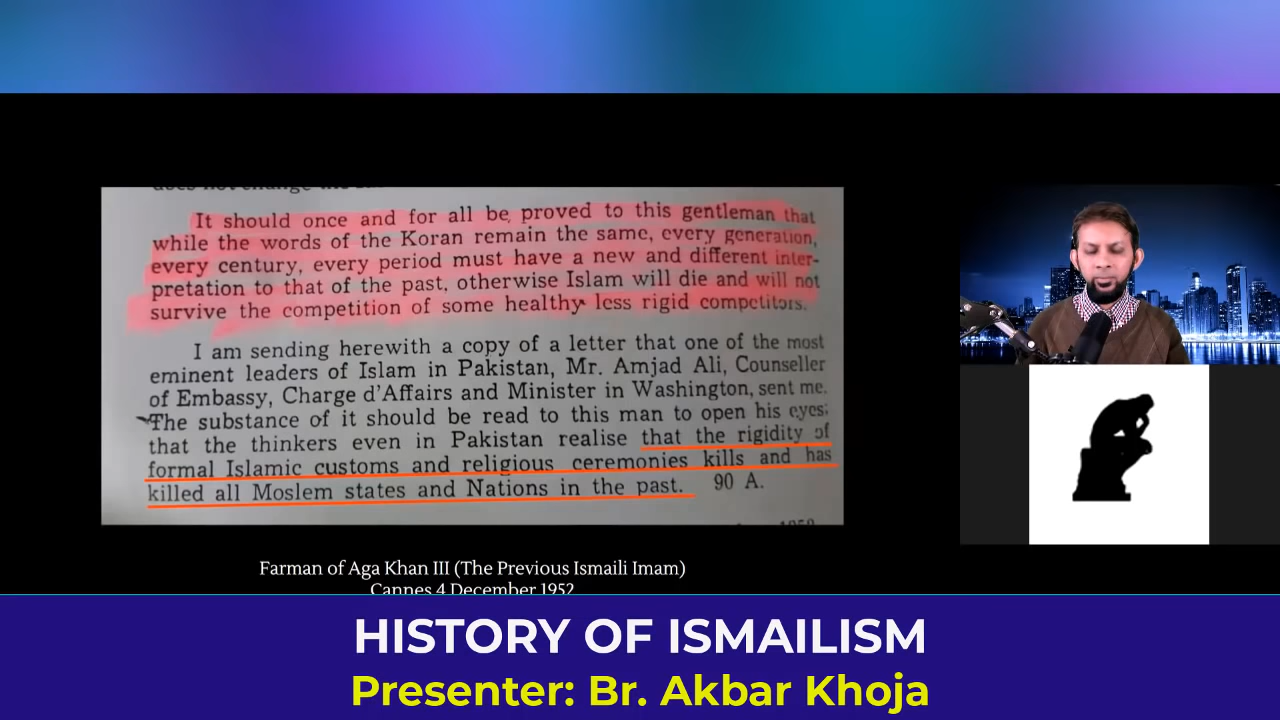 It should once and for all be proved to this gentleman that
while the words of the Koran remain the same, every generation,
every century, every period must have a new and different inter-
pretation to that of the past, otherwise Islam will die and will not
survive the competition of some healthy less rigid competitors.
I am sending herewith a copy of a letter that one of the most
eminent leaders of Islam in Pakistan, Mr. Amjad Ali, Counseller
of Embassy, Charge d'Affairs and Minister in Washington, sent me.
The substance of it should be read to this man to open his eyes;
that the thinkers even in Pakistan realise that the rigidity of
formal Islamic customs and religious ceremonies kills and has
killed all Moslem states and Nations in the past. 90 A.
Farman of Aga Khan III (The Previous Ismaili Imam)
Cannes 4 December 1952
HISTORY OF ISMAILISM
Presenter: Br. Akbar Khoja